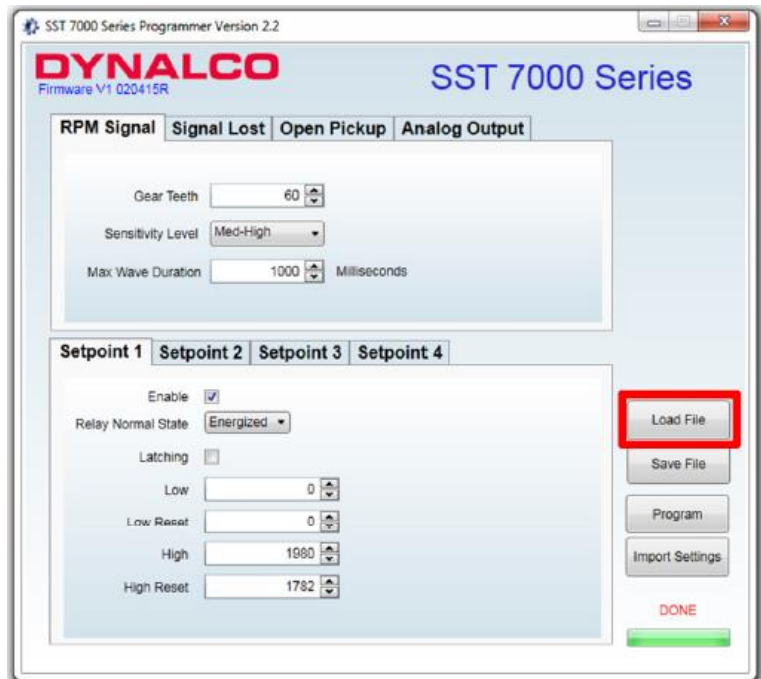 SST 7000 Series Programmer Version 2.2
DYNALCO
Firmware V1 020415R
SST 7000 Series
RPM Signal Signal Lost Open Pickup Analog Output
Gear Teeth 60
Sensitivity Level Med-High
Max Wave Duration 1000 Milliseconds
Setpoint 1 Setpoint 2 Setpoint 3 Setpoint 4
Enable
Relay Normal State Energized
Latching
Low 0
Low Reset 0
High 1980
High Reset 1782
Load File
Save File
Program
Import Settings
DONE